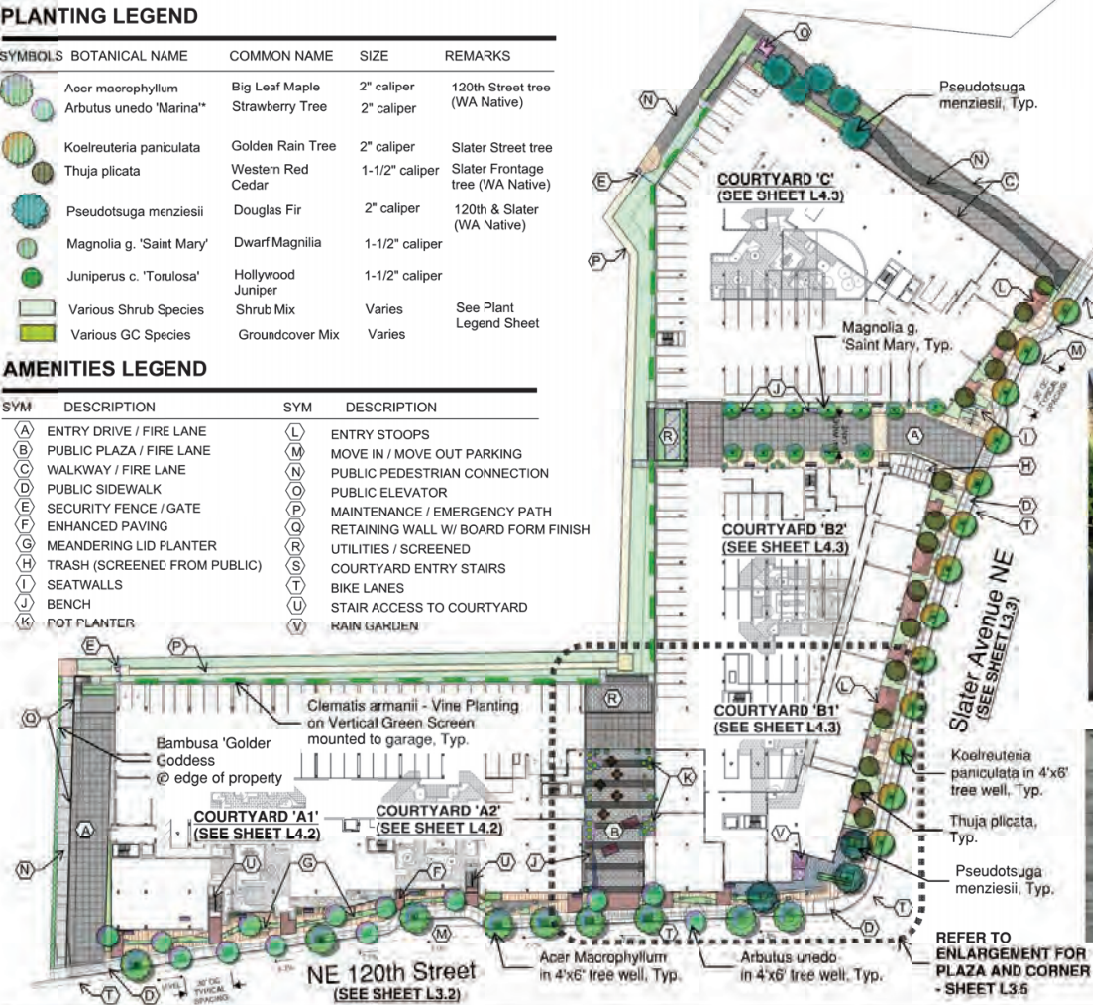 PLANTING LEGEND
SYMBOLS BOTANICAL NAME COMMON NAME SIZE REMARKS
Acer macrophyllum Big Leaf Maple 2" caliper 120th Street tree
(WA Native)
Arbutus unedo 'Marina'* Strawberry Tree 2" caliper
Koelreuteria paniculata Golden Rain Tree 2" caliper Slater Street tree
Thuja plicata Western Red
Cedar
1-1/2" caliper Slater Frontage
tree (WA Native)
Pseudotsuga menziesii Douglas Fir 2" caliper 120th & Slater
(WA Native)
Magnolia g. 'Saint Mary' Dwarf Magnilia 1-1/2" caliper
Juniperus c. 'Torulosa' Hollywood
Juniper
1-1/2" caliper
Various Shrub Species Shrub Mix Varies See Plant
Legend Sheet
Various GC Species Groundcover Mix Varies
AMENITIES LEGEND
SYM DESCRIPTION SYM DESCRIPTION
A ENTRY DRIVE / FIRE LANE
B PUBLIC PLAZA / FIRE LANE
C WALKWAY / FIRE LANE
D PUBLIC SIDEWALK
E SECURITY FENCE / GATE
F ENHANCED PAVING
G MEANDERING LID PLANTER
H TRASH (SCREENED FROM PUBLIC)
I SEATWALLS
J BENCH
K POT PLANTER
L ENTRY STOOPS
M MOVE IN / MOVE OUT PARKING
N PUBLIC PEDESTRIAN CONNECTION
O PUBLIC ELEVATOR
P MAINTENANCE / EMERGENCY PATH
Q RETAINING WALL W/ BOARD FORM FINISH
R UTILITIES / SCREENED
S COURTYARD ENTRY STAIRS
T BIKE LANES
U STAIR ACCESS TO COURTYARD
V RAIN GARDEN
O
N
E
P
Pseudotsuga
menziesii, Typ.
N
C
COURTYARD 'C'
(SEE SHEET L4.3)
L
Magnolia g.
'Saint Mary, Typ.
M
30' OC
TYPICAL
SPACING
J
R
A
I
H
D
T
COURTYARD 'B2'
(SEE SHEET L4.3)
Slater Avenue NE
(SEE SHEET L3.3)
E
P
R
L
COURTYARD 'B1'
(SEE SHEET L4.3)
Clematis armanii - Vine Planting
on Vertical Green Screen
mounted to garage, Typ.
Q
Bambusa 'Golder
Goddess
@ edge of property
K
Koelreuteria
paniculata in 4'x6'
tree well, Typ.
COURTYARD 'A1'
(SEE SHEET L4.2)
COURTYARD 'A2'
(SEE SHEET L4.2)
A
B
Thuja plicata,
Typ.
V
N
U
G
F
U
J
Pseudotsuga
menziesii, Typ.
T
M
T
D
Acer Macrophyllum
in 4'x6' tree well, Typ.
Arbutus unedo
in 4'x6' tree well, Typ.
REFER TO
ENLARGEMENT FOR
PLAZA AND CORNER
- SHEET L3.5
NE 120th Street
(SEE SHEET L3.2)
T
D
30' OC
TYPICAL
SPACING